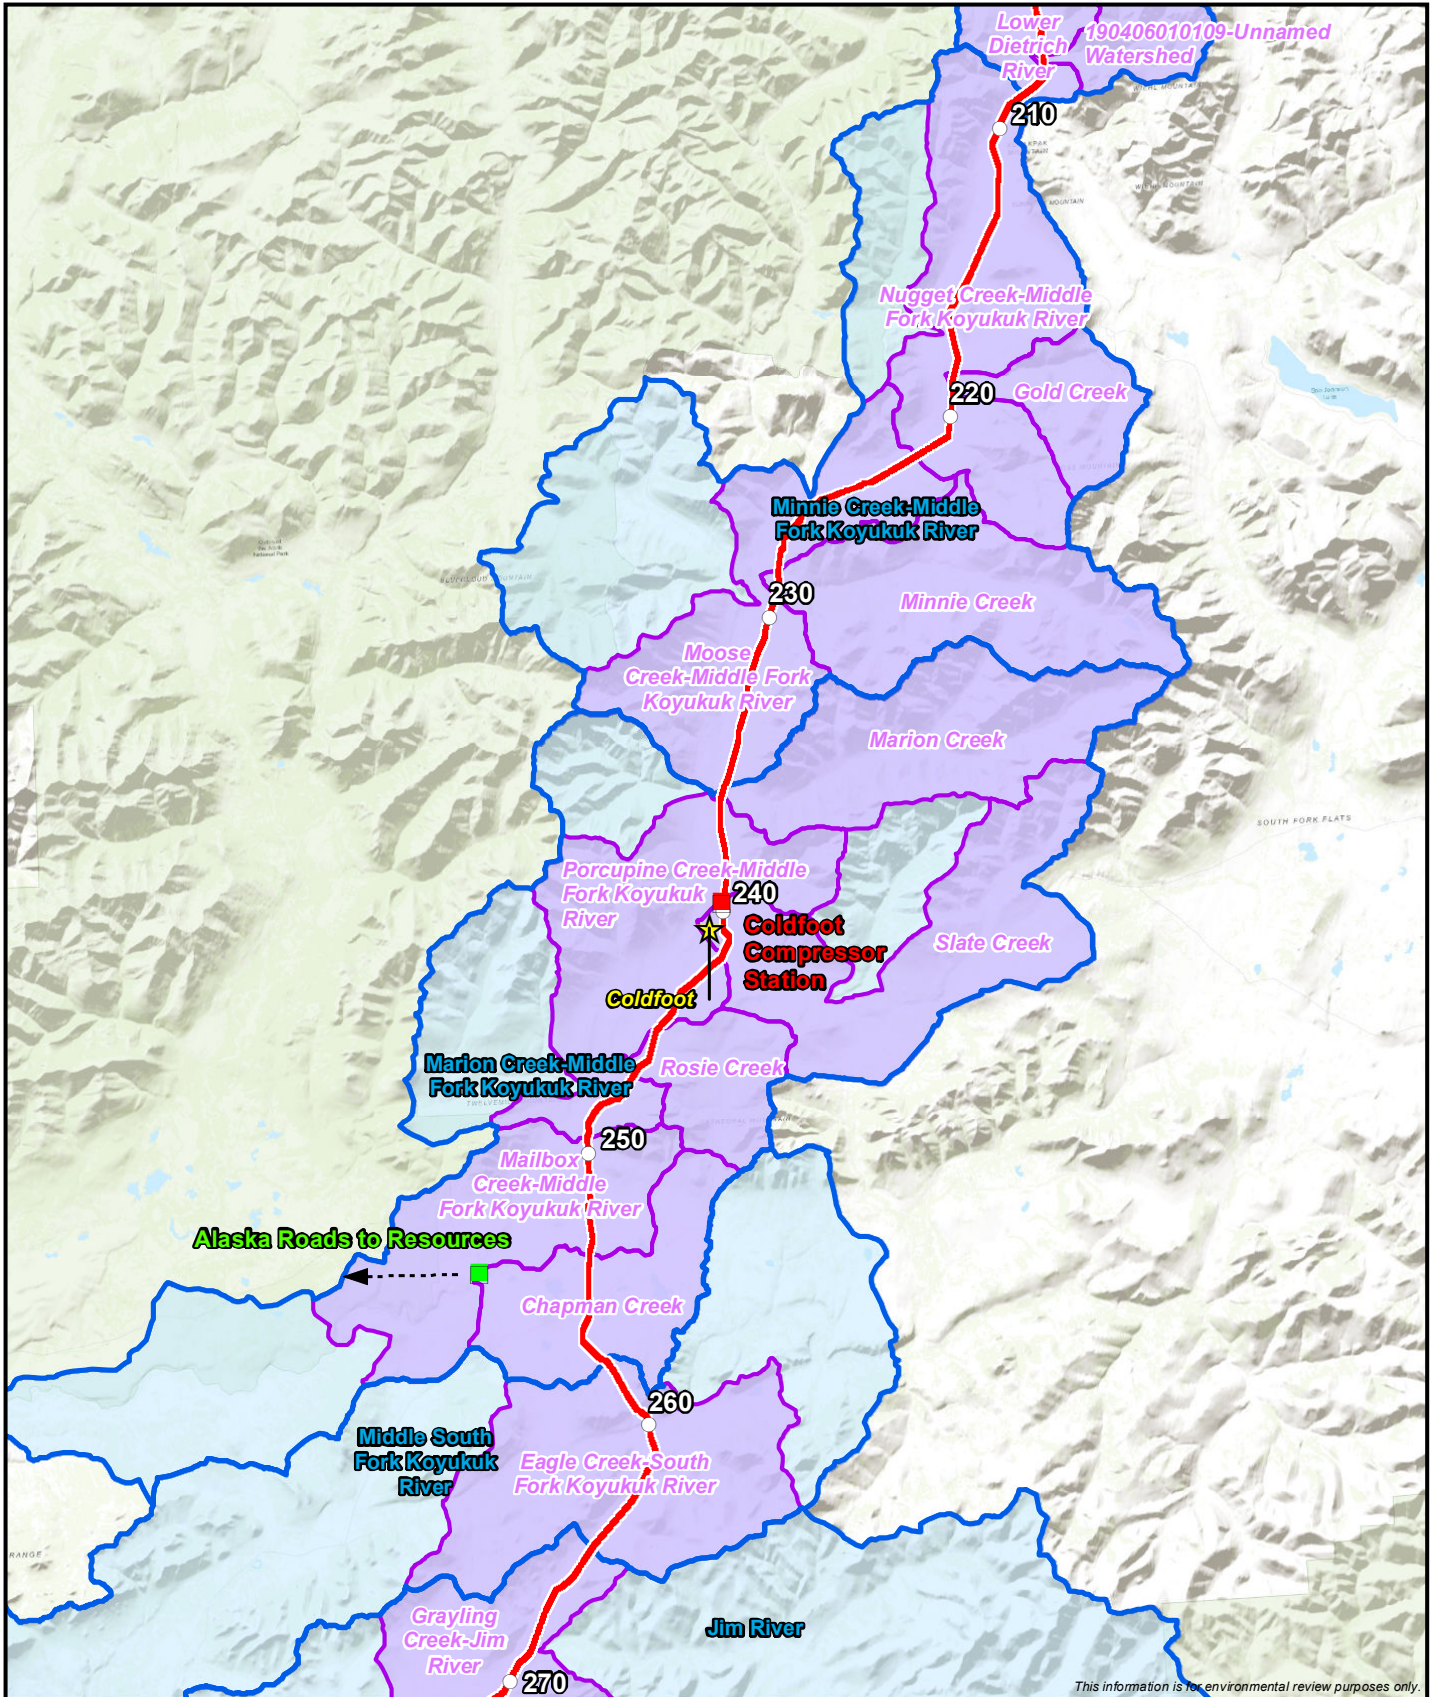 Lower
Dietrich
River
190406010109-Unnamed
Watershed
210
WIEHL MOUNTAIN
MOUNTAIN
Nugget Creek-Middle
Fork Koyukuk River
220
Gold Creek
Minnie Creek-Middle
Fork Koyukuk River
230
Minnie Creek
Moose
Creek-Middle Fork
Koyukuk River
Marion Creek
SOUTH FORK FLATS
Porcupine Creek-Middle
Fork Koyukuk
River
240
Coldfoot
Compressor
Station
Slate Creek
Coldfoot
Marion Creek-Middle
Fork Koyukuk River
Rosie Creek
250
Mailbox
Creek-Middle
Fork Koyukuk River
Alaska Roads to Resources
Chapman Creek
260
Middle South
Fork Koyukuk
River
Eagle Creek-South
Fork Koyukuk River
RANGE
Grayling
Creek-Jim
River
Jim River
270
This information is for environmental review purposes only.